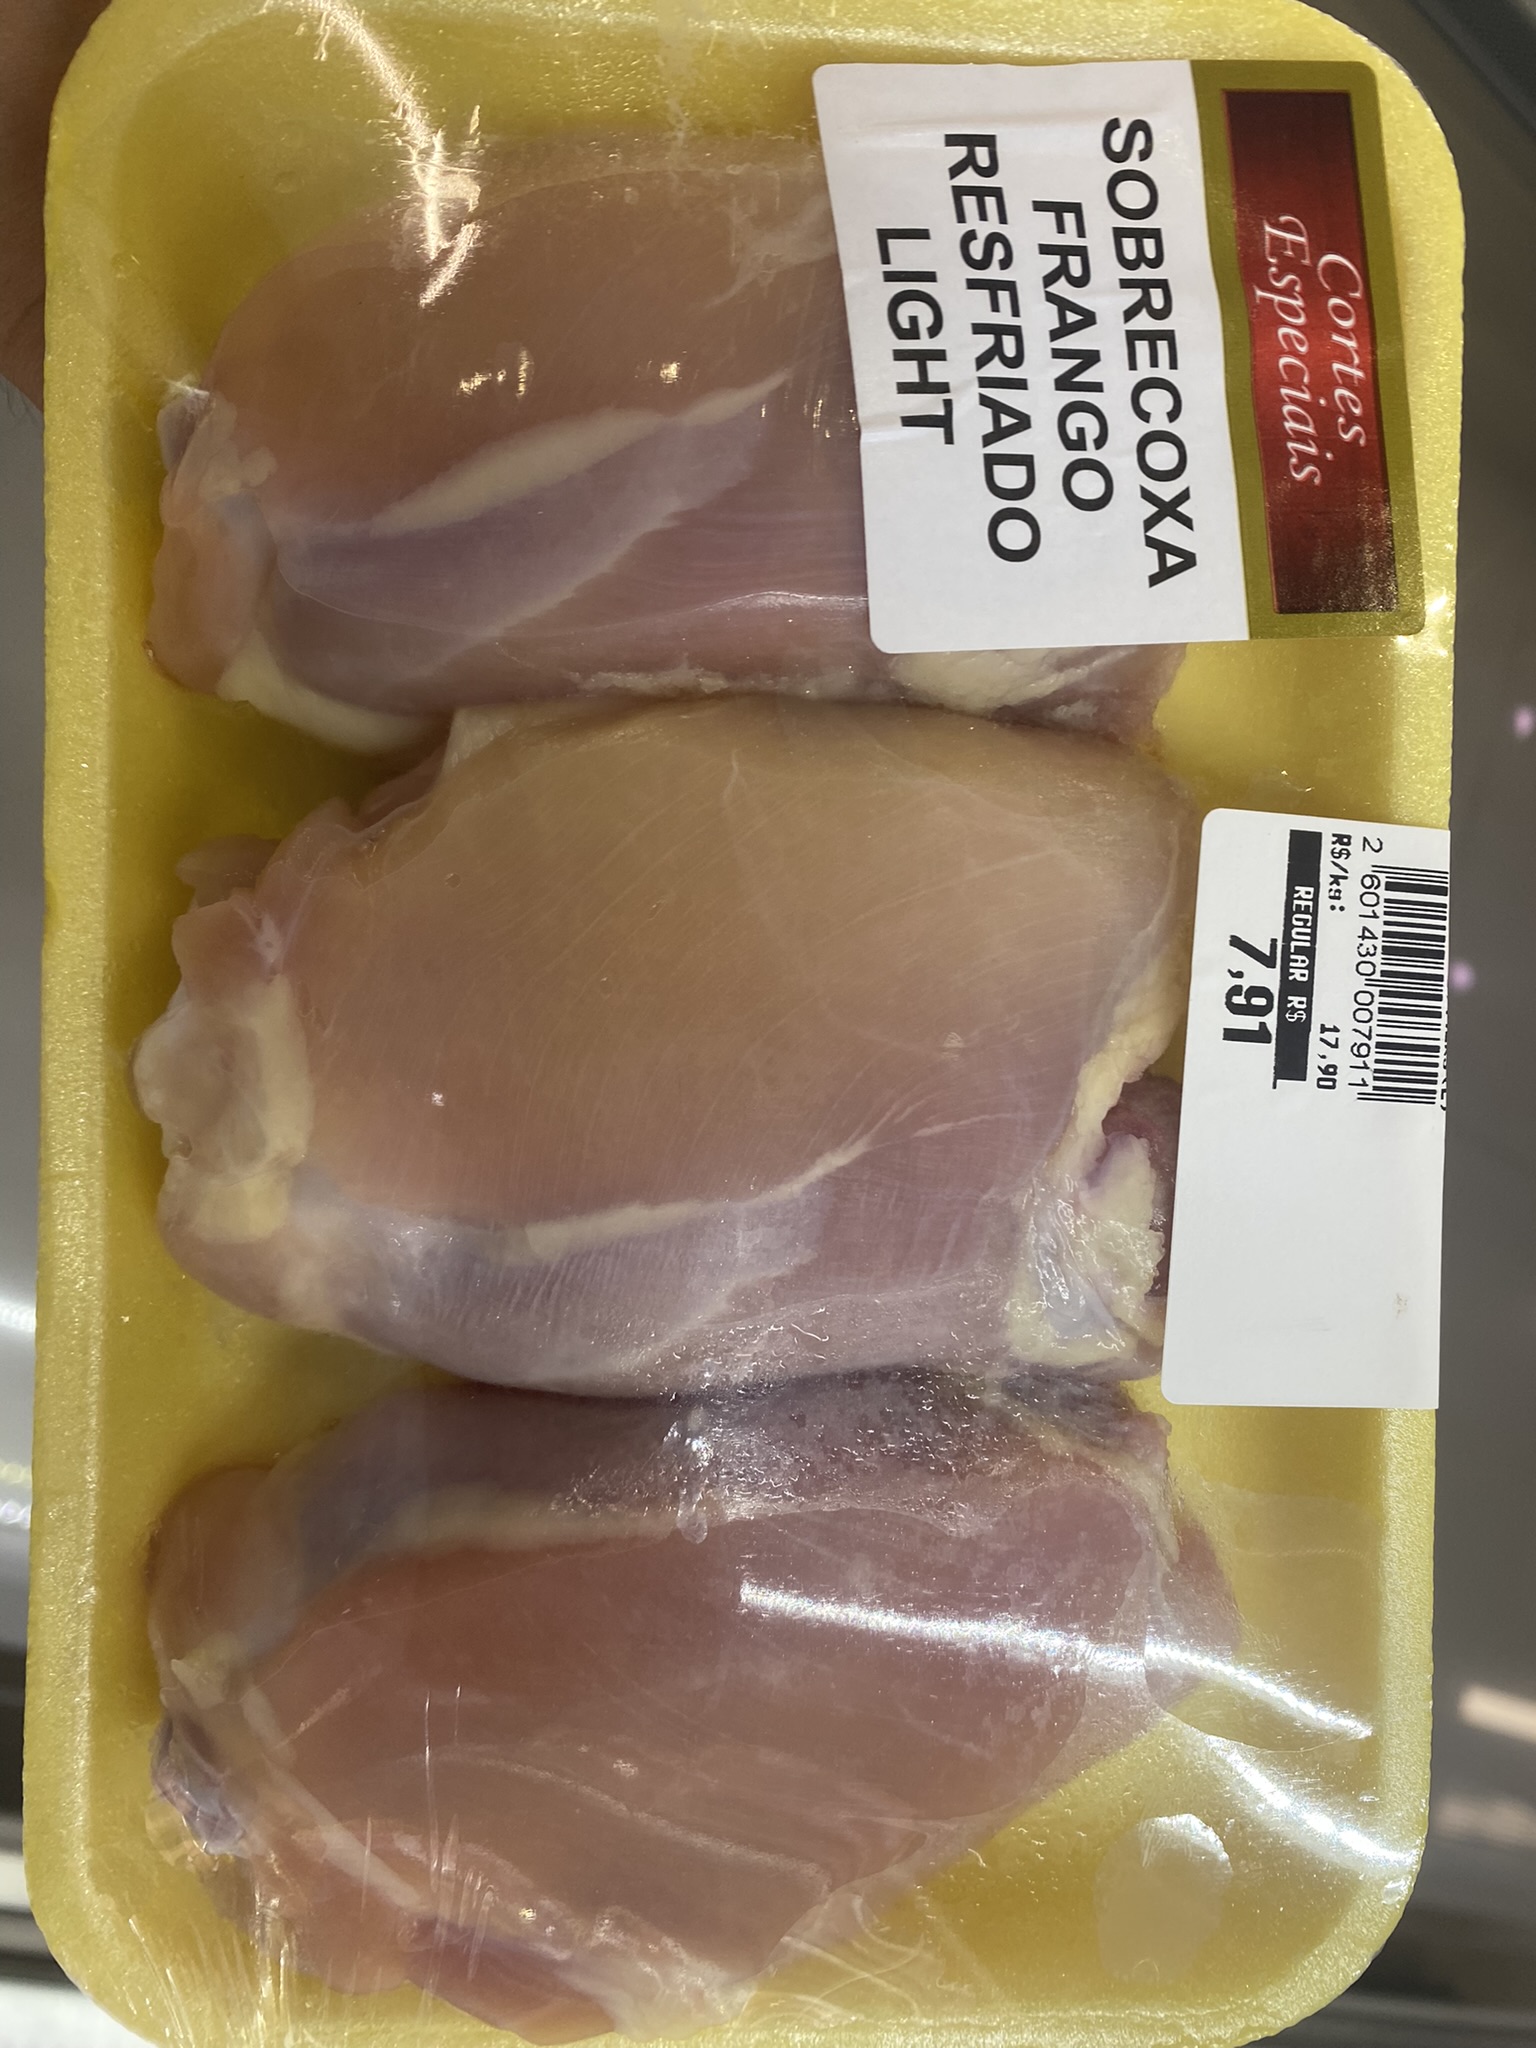 Cortes
Especiais
SOBRECOXA
FRANGO
RESFRIADO
LIGHT
2 601430 007911
R$/kg: 17,90
REGULAR R$
7,91